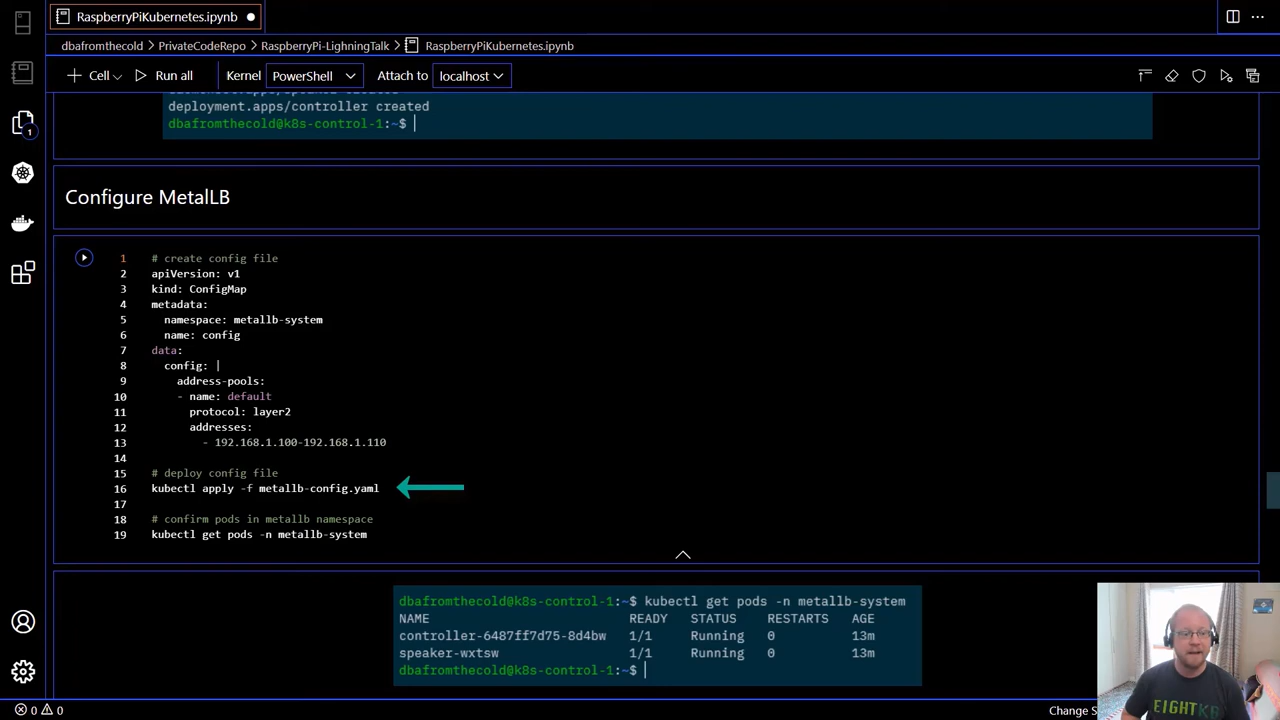 RaspberryPiKubernetes.ipynb
dbafromthecold > PrivateCodeRepo > RaspberryPi-LighningTalk > RaspberryPiKubernetes.ipynb
Cell Run all Kernel PowerShell Attach to localhost
deployment.apps/controller created
dbafromthecold@k8s-control-1:~$
1
Configure MetalLB
1 # create config file
2 apiVersion: v1
3 kind: ConfigMap
4 metadata:
5 namespace: metallb-system
6 name: config
7 data:
8 config: |
9 address-pools:
10 - name: default
11 protocol: layer2
12 addresses:
13 - 192.168.1.100-192.168.1.110
14
15 # deploy config file
16 kubectl apply -f metallb-config.yaml
17
18 # confirm pods in metallb namespace
19 kubectl get pods -n metallb-system
dbafromthecold@k8s-control-1:~$ kubectl get pods -n metallb-system
NAME READY STATUS RESTARTS AGE
controller-6487ff7d75-8d4bw 1/1 Running 0 13m
speaker-wxtsw 1/1 Running 0 13m
dbafromthecold@k8s-control-1:~$
EIGHTK
0 0
Change